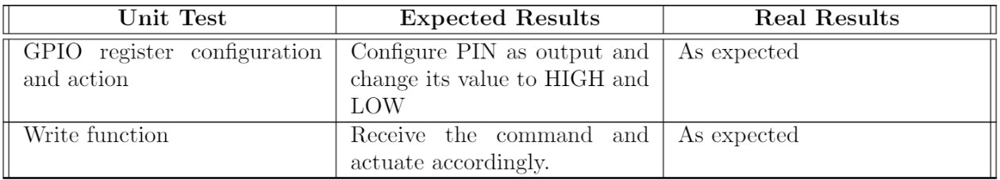 Unit Test Expected Results Real Results
GPIO register configuration Configure PIN as output and As expected
and action change its value to HIGH and
LOW
Write function Receive the command and As expected
actuate accordingly.